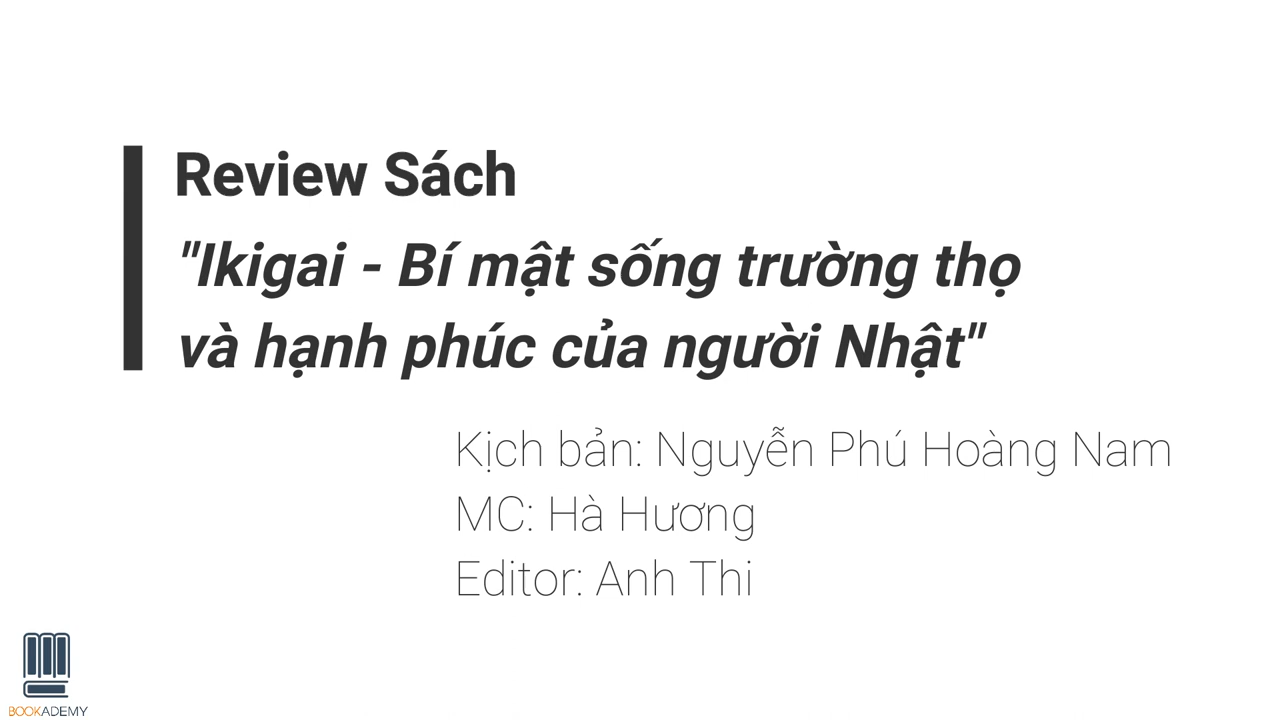 Review Sách
"Ikigai - Bí mật sống trường thọ
và hạnh phúc của người Nhật"
Kịch bản: Nguyễn Phú Hoàng Nam
MC: Hà Hương
Editor: Anh Thi
BOOKADEMY